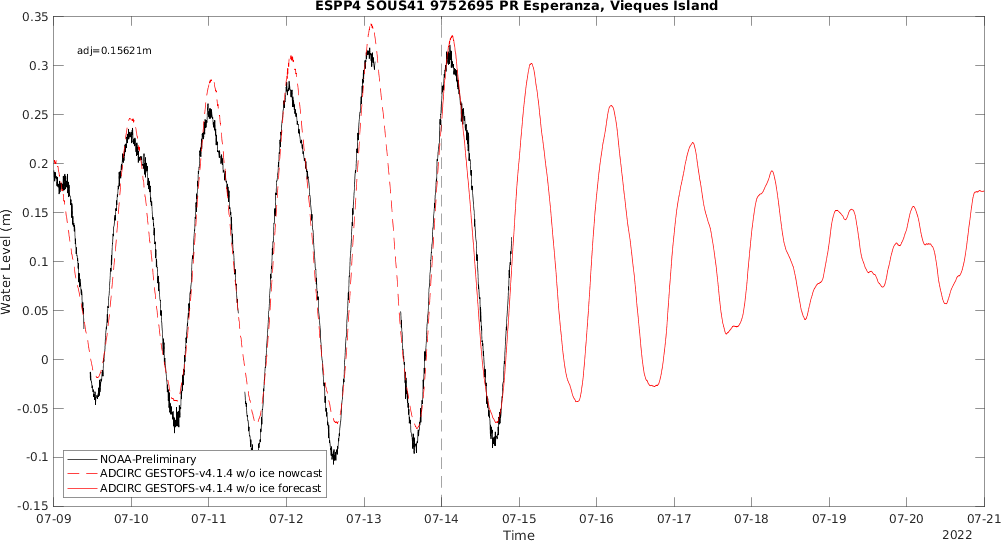 ESPP4 SOUS41 9752695 PR Esperanza, Vieques Island
0.35
adj=0.15621m
0.3
0.25
0.2
0.15
0.1
0.05
0
-0.05
-0.1
-0.15
Water Level (m)
NOAA-Preliminary
ADCIRC GESTOFS-v4.1.4 w/o ice nowcast
ADCIRC GESTOFS-v4.1.4 w/o ice forecast
07-09 07-10 07-11 07-12 07-13 07-14 07-15 07-16 07-17 07-18 07-19 07-20 07-21
Time
2022